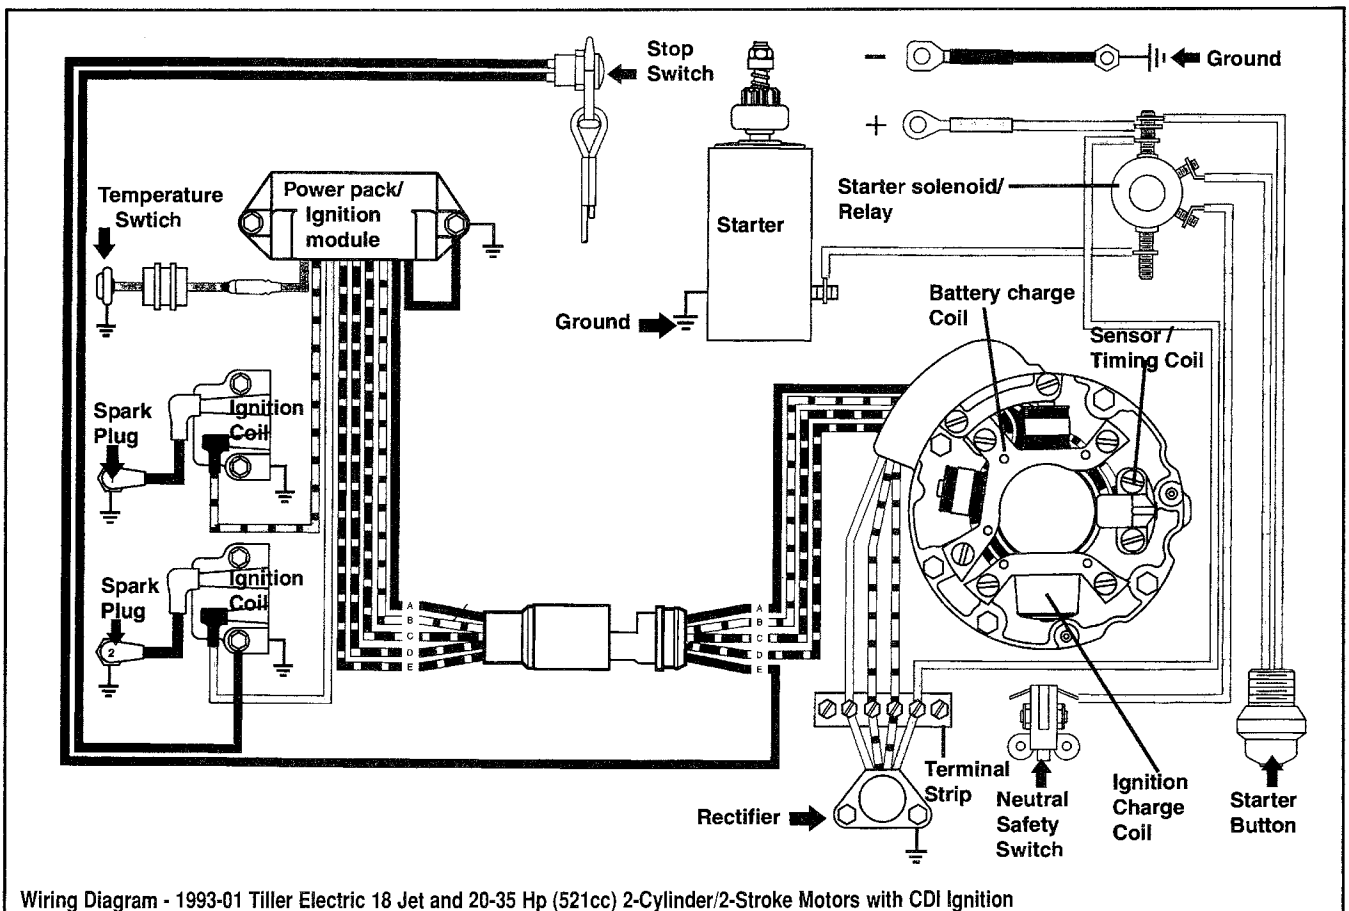 Stop
Switch
-
Ground
+
Temperature
Swtich
Power pack/
Ignition
module
Starter solenoid/
Relay
Starter
Battery charge
Coil
Ground
Sensor /
Timing Coil
Spark
Plug
Ignition
Coil
Spark
Plug
Ignition
Coil
2
A
B
C
D
E
A
B
C
D
E
Terminal
Strip
Rectifier
Neutral
Safety
Switch
Ignition
Charge
Coil
Starter
Button
Wiring Diagram - 1993-01 Tiller Electric 18 Jet and 20-35 Hp (521cc) 2-Cylinder/2-Stroke Motors with CDI Ignition